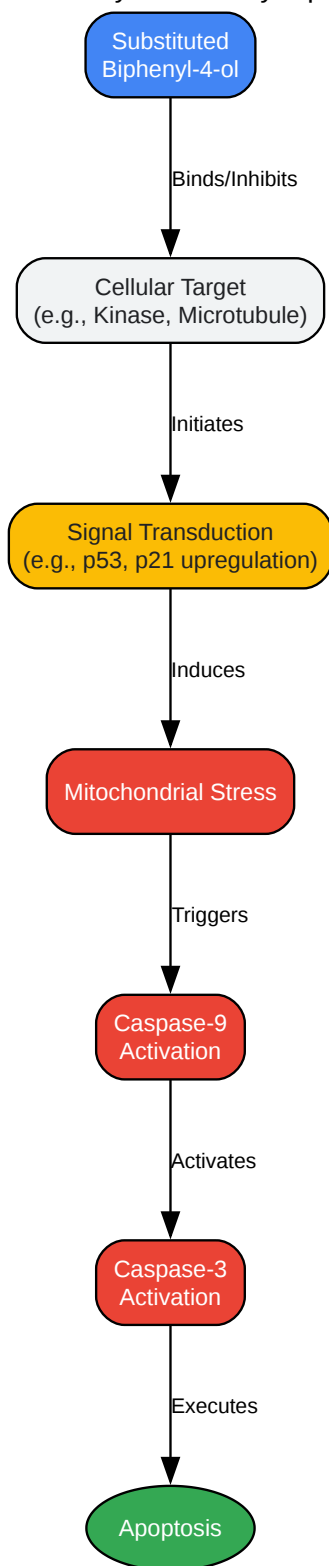 Substituted
Biphenyl-4-ol
Binds/Inhibits
Cellular Target
(e.g., Kinase, Microtubule)
Initiates
Signal Transduction
(e.g., p53, p21 upregulation)
Induces
Mitochondrial Stress
Triggers
Caspase-9
Activation
Activates
Caspase-3
Activation
Executes
Apoptosis